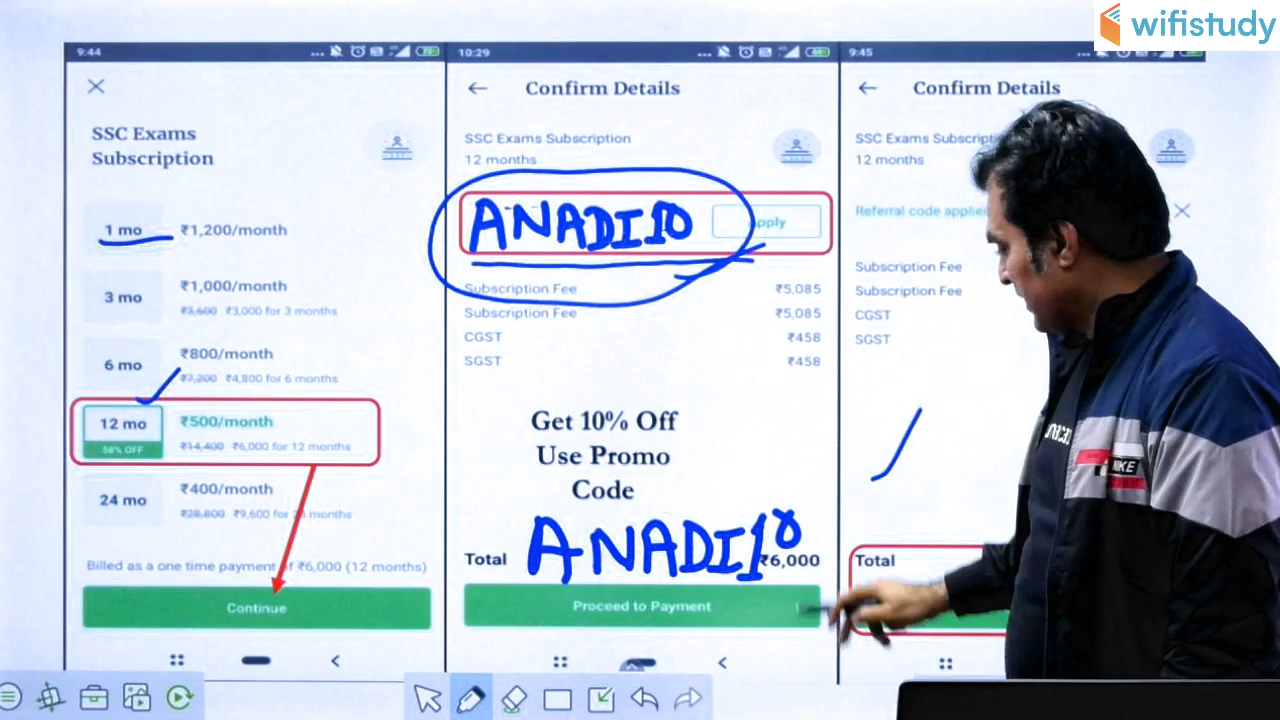 wifistudy
9:44
SSC Exams
Subscription
1 mo ₹1,200/month
3 mo ₹1,000/month
₹3,600 ₹3,000 for 3 months
6 mo ₹800/month
₹7,200 ₹4,800 for 6 months
12 mo ₹500/month
58% OFF ₹14,400 ₹6,000 for 12 months
24 mo ₹400/month
₹28,800 ₹9,600 for months
Billed as a one time payment ₹6,000 (12 months)
Continue
10:29
Confirm Details
SSC Exams Subscription
12 months
ANADI10
Apply
Subscription Fee ₹5,085
Subscription Fee ₹5,085
CGST ₹458
SGST ₹458
Get 10% Off
Use Promo
Code
ANADI10
Total ₹6,000
Proceed to Payment
9:45
Confirm Details
SSC Exams
12 months
Referral code
Subscription Fee
Subscription Fee
CGST
SGST
Total
NIKE